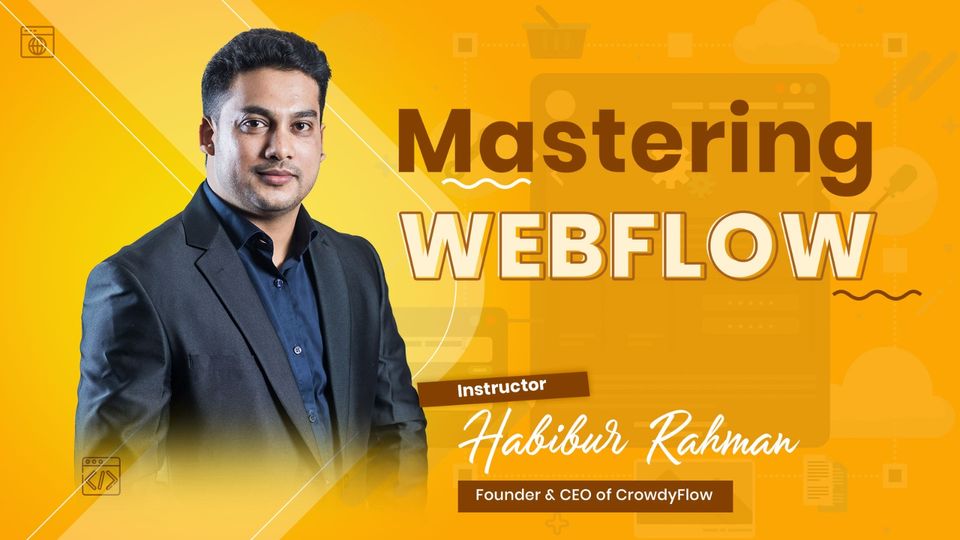 Mastering
WEBFLOW
Instructor
Habibur Rahman
Founder & CEO of CrowdyFlow